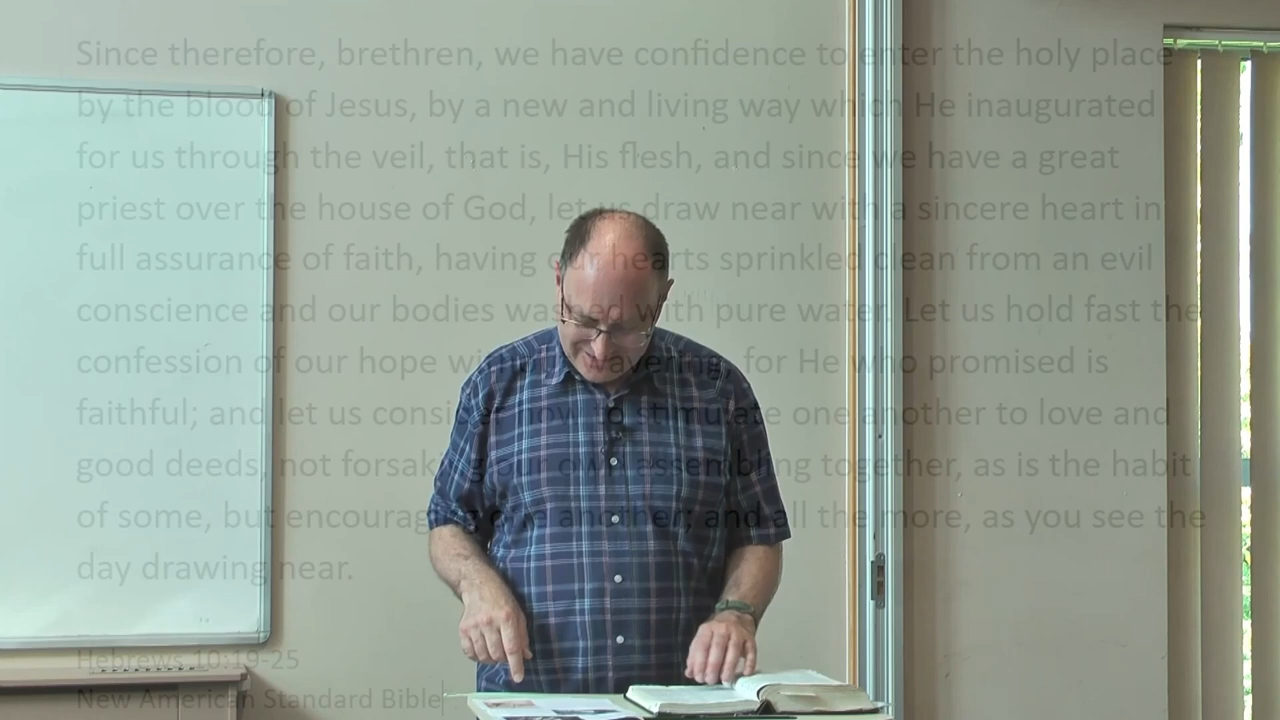 Since therefore, brethren, we have confidence to enter the holy place
by the blood of Jesus, by a new and living way which He inaugurated
for us through the veil, that is, His flesh, and since we have a great
priest over the house of God, let us draw near with a sincere heart in
full assurance of faith, having our hearts sprinkled clean from an evil
conscience and our bodies washed with pure water. Let us hold fast the
confession of our hope without wavering, for He who promised is
faithful; and let us consider how to stimulate one another to love and
good deeds, not forsaking our own assembling together, as is the habit
of some, but encouraging one another; and all the more, as you see the
day drawing near.
Hebrews 10:19-25
New American Standard Bible